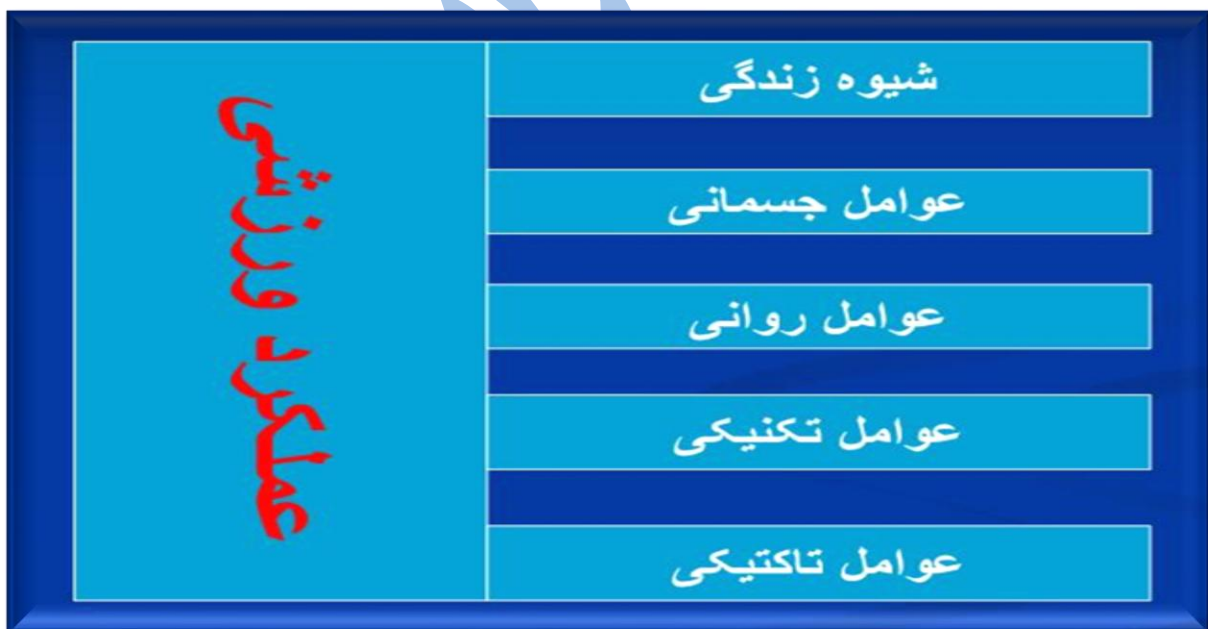 عملکرد ورزشی
شیوه زندگی
عوامل جسمانی
عوامل روانی
عوامل تکنیکی
عوامل تاکتیکی